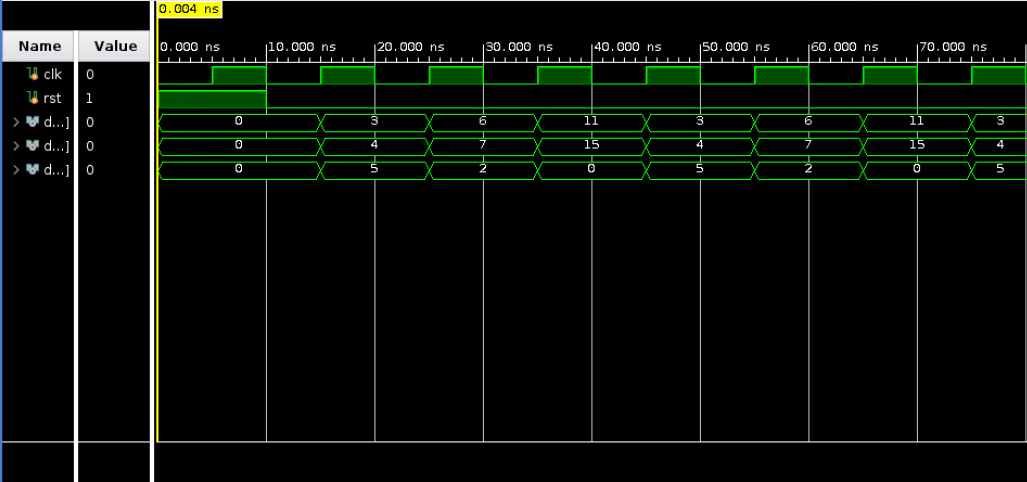 0.004 ns
Name Value 0.000 ns 10.000 ns 20.000 ns 30.000 ns 40.000 ns 50.000 ns 60.000 ns 70.000 ns
clk 0
rst 1
d...] 0 0 3 6 11 3 6 11 3
d...] 0 0 4 7 15 4 7 15 4
d...] 0 0 5 2 0 5 2 0 5